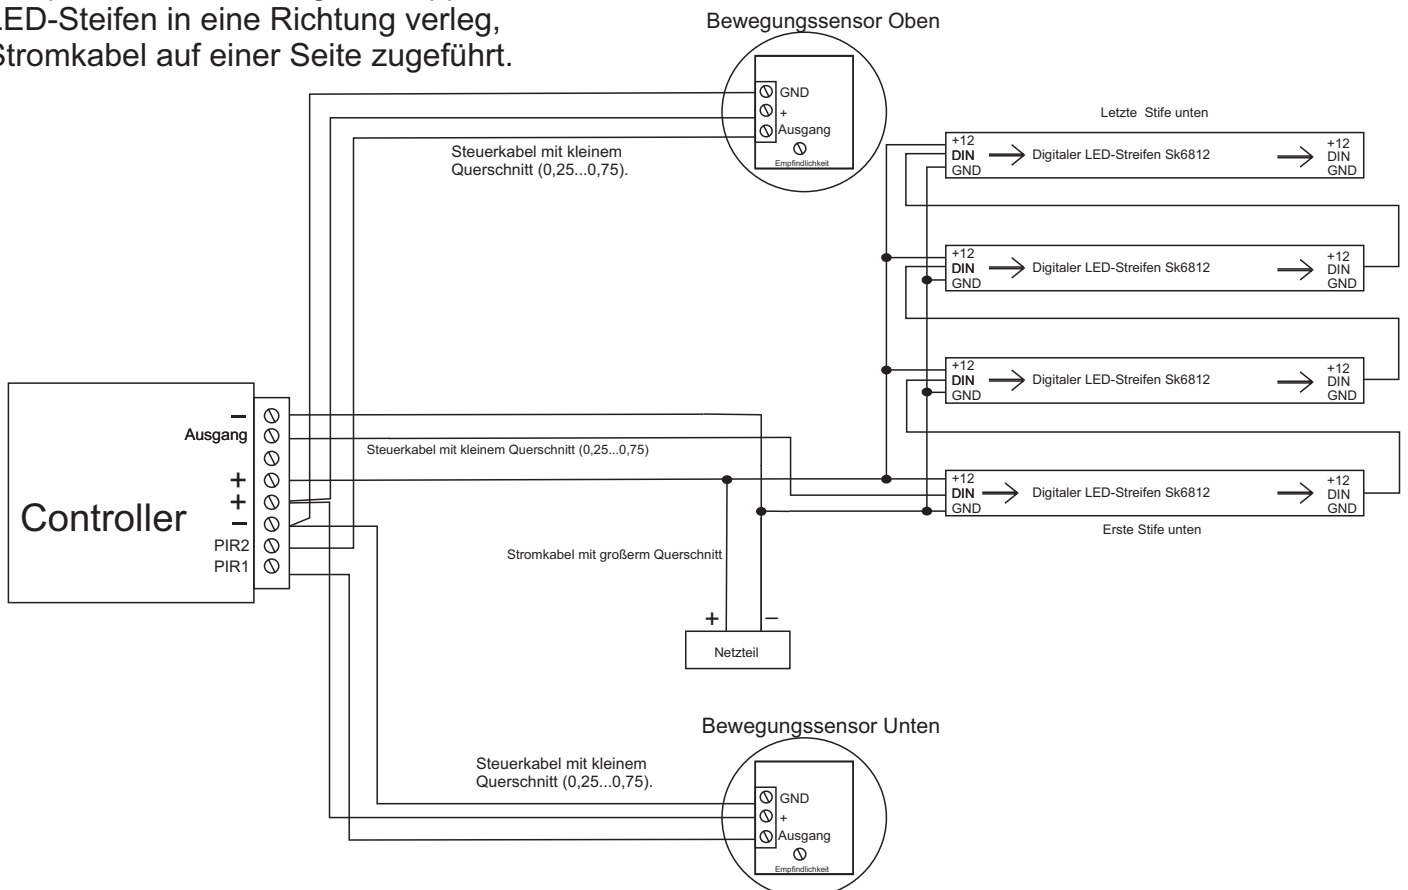 LED-Steifen in eine Richtung verleg,
Stromkabel auf einer Seite zugeführt.
Bewegungssensor Oben
GND
+
Ausgang
Empfindlichkeit
Steuerkabel mit kleinem
Querschnitt (0,25...0,75).
Letzte Stife unten
+12
DIN
GND
Digitaler LED-Streifen Sk6812
+12
DIN
GND
+12
DIN
GND
Digitaler LED-Streifen Sk6812
+12
DIN
GND
+12
DIN
GND
Digitaler LED-Streifen Sk6812
+12
DIN
GND
+12
DIN
GND
Digitaler LED-Streifen Sk6812
+12
DIN
GND
Erste Stife unten
Controller
–
Ausgang
+
+
–
PIR2
PIR1
Steuerkabel mit kleinem Querschnitt (0,25...0,75)
Stromkabel mit großerm Querschnitt
+
–
Netzteil
Bewegungssensor Unten
Steuerkabel mit kleinem
Querschnitt (0,25...0,75).
GND
+
Ausgang
Empfindlichkeit